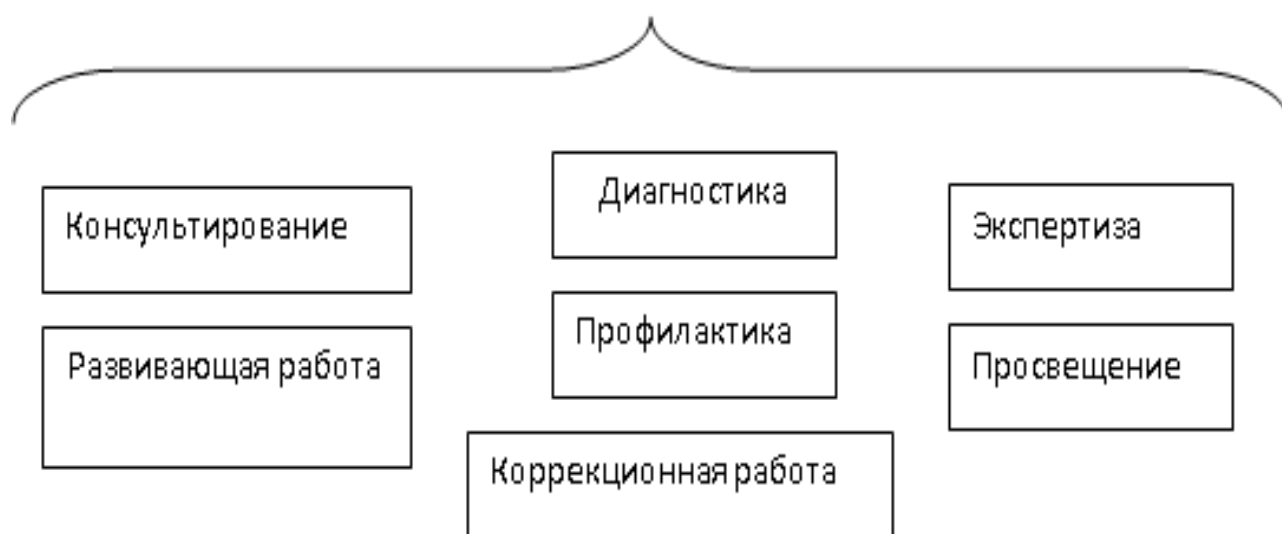 Диагностика
Консультирование
Экспертиза
Профилактика
Развивающая работа
Просвещение
Коррекционная работа